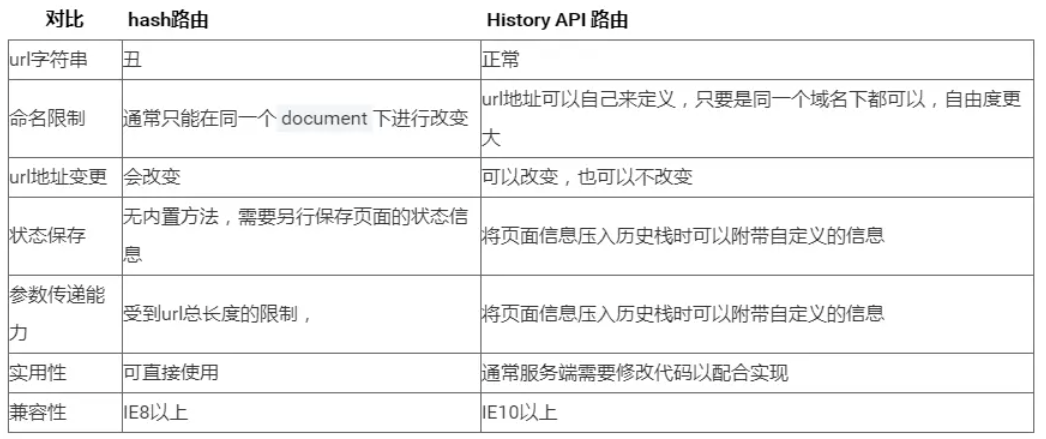 对比 hash路由 History API 路由
url字符串 丑 正常
命名限制 通常只能在同一个 document 下进行改变 url地址可以自己来定义，只要是同一个域名下都可以，自由度更
大
url地址变更 会改变 可以改变，也可以不改变
状态保存 无内置方法，需要另行保存页面的状态信
息 将页面信息压入历史栈时可以附带自定义的信息
参数传递能
力 受到url总长度的限制， 将页面信息压入历史栈时可以附带自定义的信息
实用性 可直接使用 通常服务端需要修改代码以配合实现
兼容性 IE8以上 IE10以上